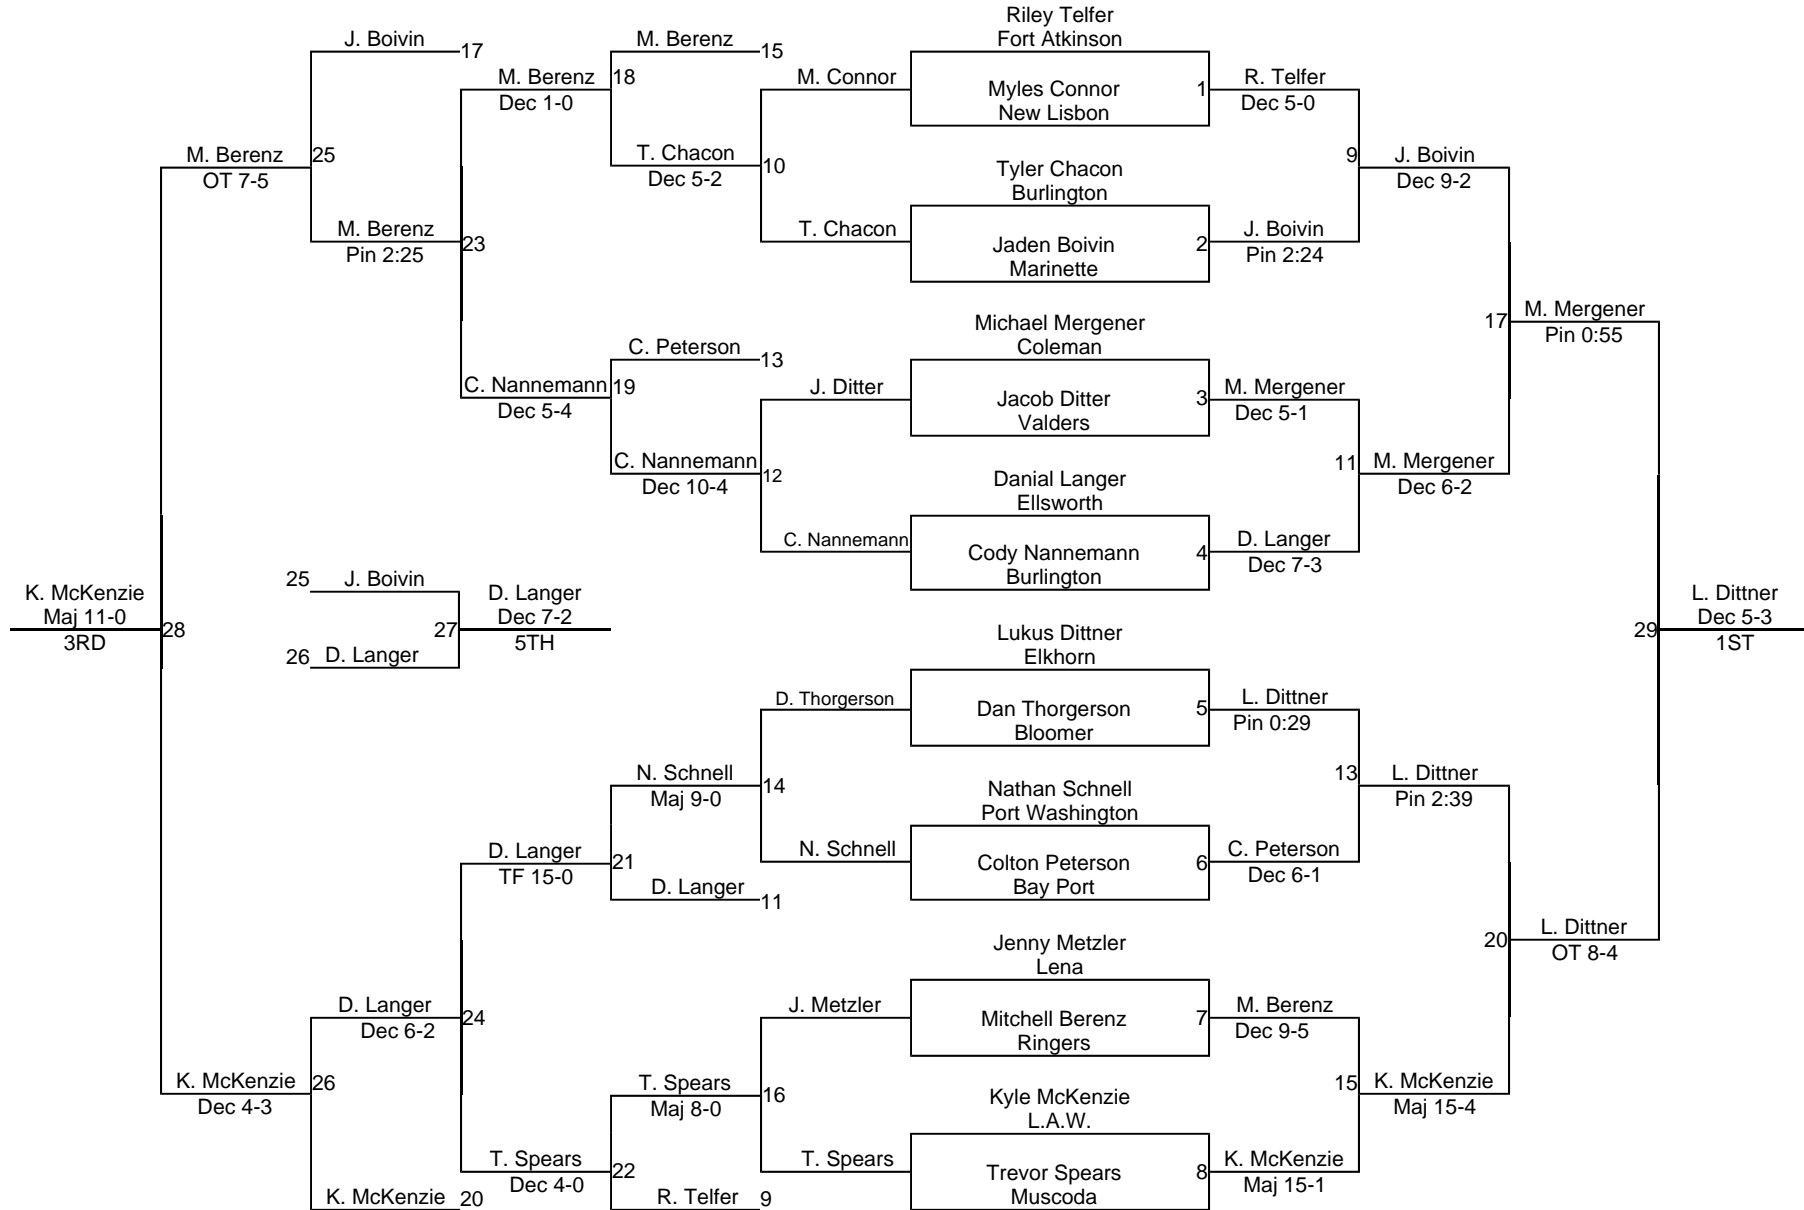 Riley Telfer
Fort Atkinson
J. Boivin
17
M. Berenz
15
M. Berenz
Dec 1-0
18
M. Connor
Myles Connor
New Lisbon
1
R. Telfer
Dec 5-0
M. Berenz
OT 7-5
25
T. Chacon
Dec 5-2
10
Tyler Chacon
Burlington
9
J. Boivin
Dec 9-2
M. Berenz
Pin 2:25
23
T. Chacon
Jaden Boivin
Marinette
2
J. Boivin
Pin 2:24
Michael Mergener
Coleman
17
M. Mergener
Pin 0:55
C. Peterson
13
C. Nannemann
Dec 5-4
19
J. Ditter
Jacob Ditter
Valders
3
M. Mergener
Dec 5-1
C. Nannemann
Dec 10-4
12
Danial Langer
Ellsworth
11
M. Mergener
Dec 6-2
C. Nannemann
Cody Nannemann
Burlington
4
D. Langer
Dec 7-3
K. McKenzie
Maj 11-0
3RD
28
25
J. Boivin
27
26
D. Langer
D. Langer
Dec 7-2
5TH
Lukus Dittner
Elkhorn
29
L. Dittner
Dec 5-3
1ST
D. Thorgerson
Dan Thorgerson
Bloomer
5
L. Dittner
Pin 0:29
N. Schnell
Maj 9-0
14
Nathan Schnell
Port Washington
13
L. Dittner
Pin 2:39
D. Langer
TF 15-0
21
N. Schnell
Colton Peterson
Bay Port
6
C. Peterson
Dec 6-1
D. Langer
11
Jenny Metzler
Lena
20
L. Dittner
OT 8-4
D. Langer
Dec 6-2
24
J. Metzler
Mitchell Berenz
Ringers
7
M. Berenz
Dec 9-5
K. McKenzie
Dec 4-3
26
T. Spears
Maj 8-0
16
Kyle McKenzie
L.A.W.
15
K. McKenzie
Maj 15-4
T. Spears
Dec 4-0
22
T. Spears
Trevor Spears
Muscoda
8
K. McKenzie
Maj 15-1
K. McKenzie
20
R. Telfer
9